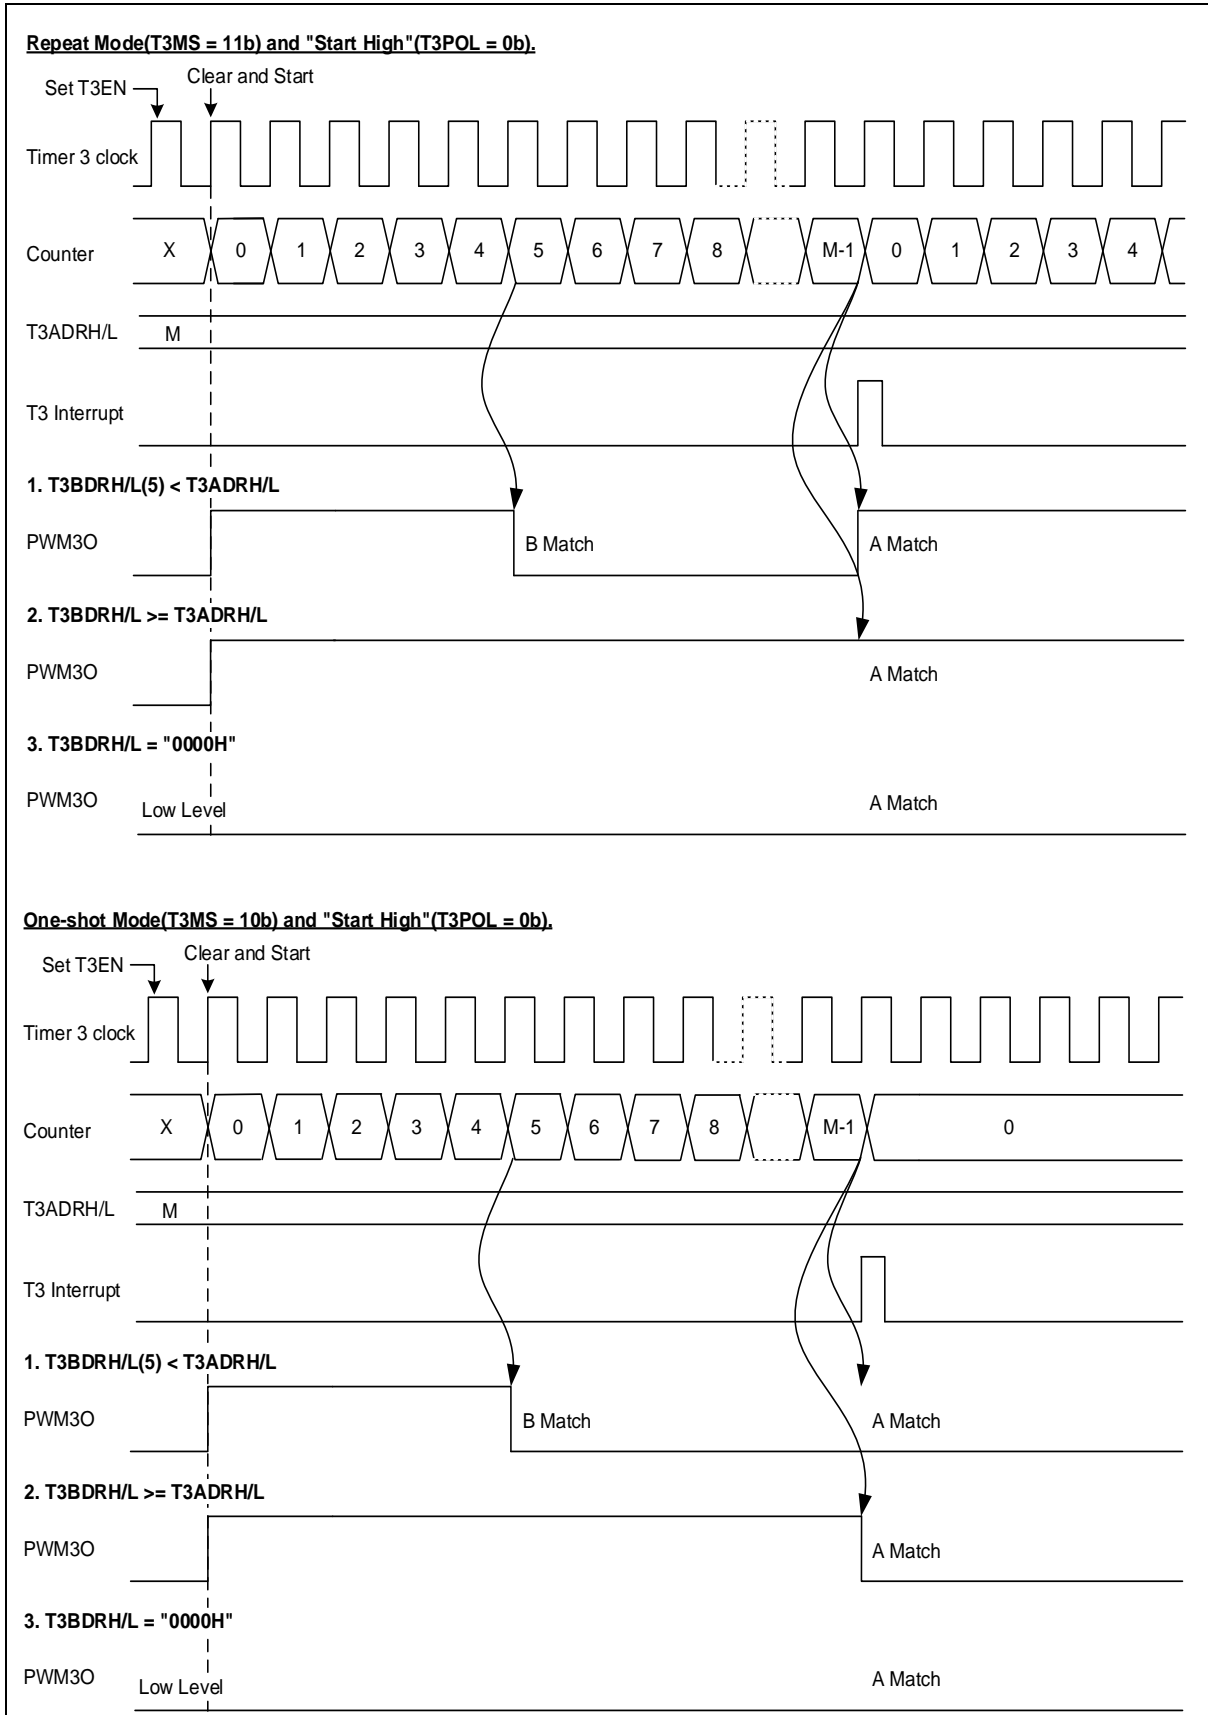 Repeat Mode(T3MS = 11b) and "Start High"(T3POL = 0b).
Clear and Start
Set T3EN
Timer 3 clock
Counter X 0 1 2 3 4 5 6 7 8 M-1 0 1 2 3 4
T3ADRH/L M
T3 Interrupt
1. T3BDRH/L(5) < T3ADRH/L
PWM3O B Match A Match
2. T3BDRH/L >= T3ADRH/L
PWM3O A Match
3. T3BDRH/L = "0000H"
PWM3O Low Level A Match
One-shot Mode(T3MS = 10b) and "Start High"(T3POL = 0b).
Clear and Start
Set T3EN
Timer 3 clock
Counter X 0 1 2 3 4 5 6 7 8 M-1 0
T3ADRH/L M
T3 Interrupt
1. T3BDRH/L(5) < T3ADRH/L
PWM3O B Match A Match
2. T3BDRH/L >= T3ADRH/L
PWM3O A Match
3. T3BDRH/L = "0000H"
PWM3O Low Level A Match